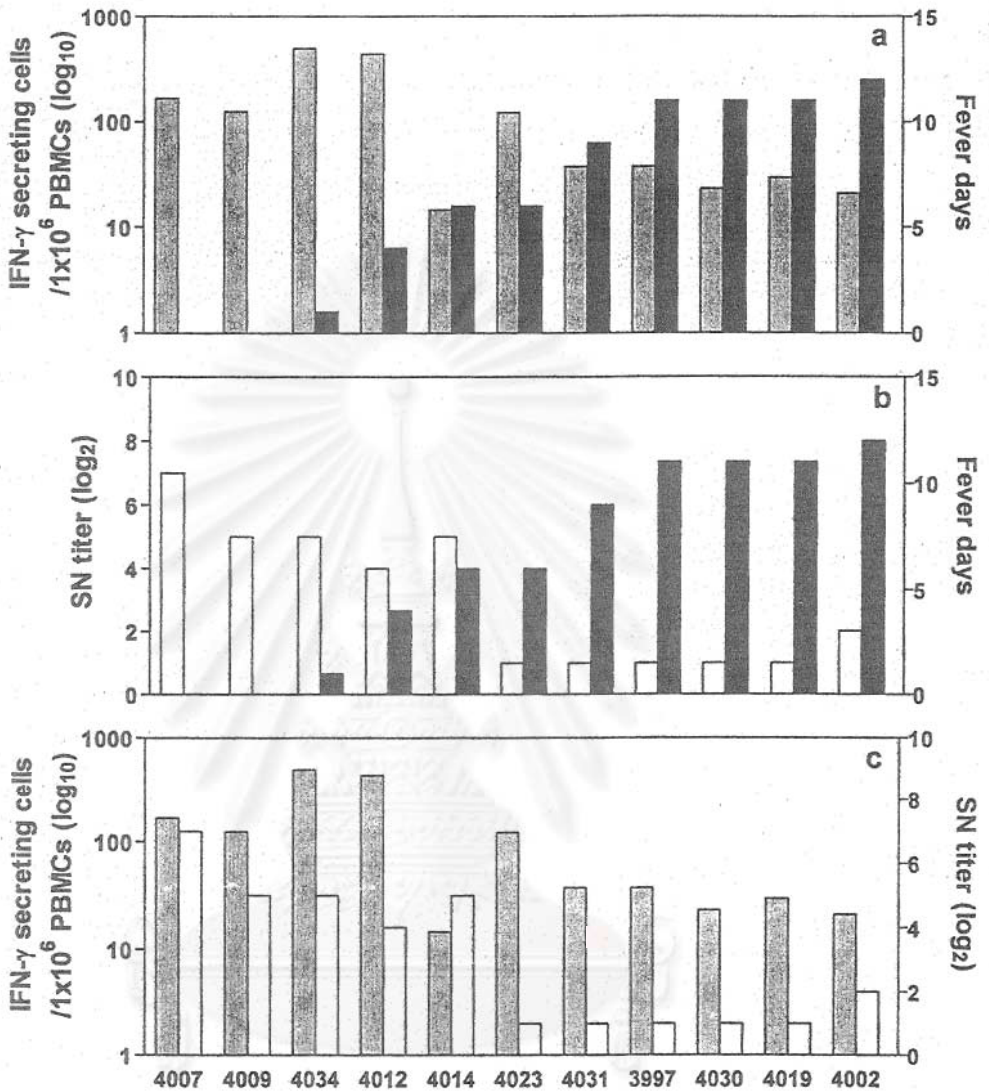 a
IFN-γ secreting cells
/1x10⁶ PBMCs (log₁₀)
1000
100
10
1
15
10
5
0
Fever days
b
SN titer (log₂)
10
8
6
4
2
0
15
10
5
0
Fever days
c
IFN-γ secreting cells
/1x10⁶ PBMCs (log₁₀)
1000
100
10
1
10
8
6
4
2
0
SN titer (log₂)
4007 4009 4034 4012 4014 4023 4031 3997 4030 4019 4002